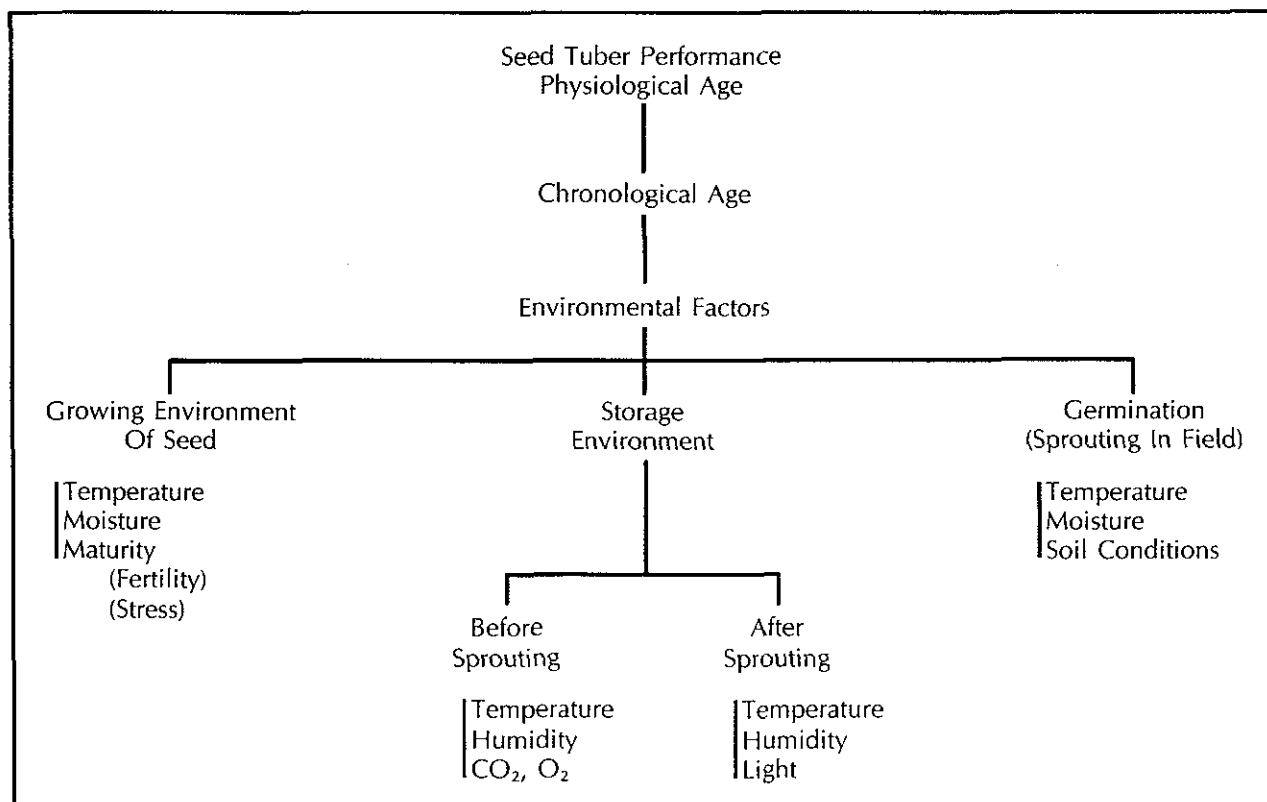 Seed Tuber Performance
Physiological Age
Chronological Age
Environmental Factors
Growing Environment
Of Seed
Temperature
Moisture
Maturity
(Fertility)
(Stress)
Storage
Environment
Before
Sprouting
Temperature
Humidity
CO₂, O₂
After
Sprouting
Temperature
Humidity
Light
Germination
(Sprouting In Field)
Temperature
Moisture
Soil Conditions